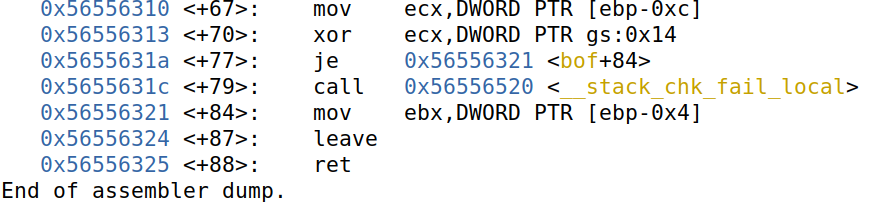 0x56556310 <+67>:    mov    ecx,DWORD PTR [ebp-0xc]
0x56556313 <+70>:    xor    ecx,DWORD PTR gs:0x14
0x5655631a <+77>:    je     0x56556321 <bof+84>
0x5655631c <+79>:    call   0x56556520 <__stack_chk_fail_local>
0x56556321 <+84>:    mov    ebx,DWORD PTR [ebp-0x4]
0x56556324 <+87>:    leave
0x56556325 <+88>:    ret
End of assembler dump.